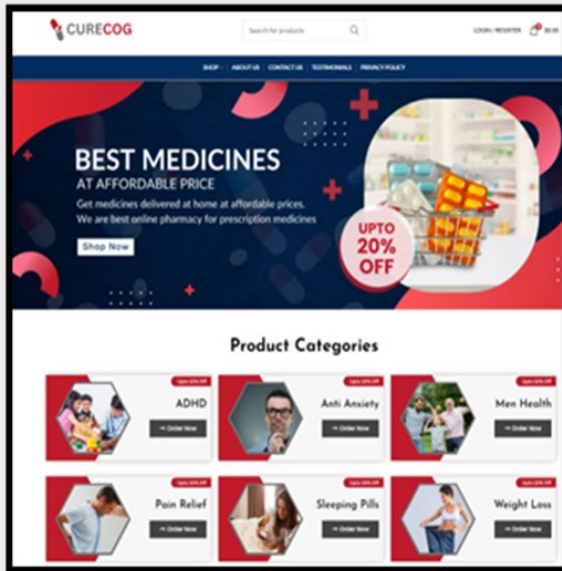 CURECOG
Search for products
LOGIN / REGISTER 0 $0.00
SHOP ABOUT US CONTACT US TESTIMONIALS PRIVACY POLICY
BEST MEDICINES
AT AFFORDABLE PRICE
Get medicines delivered at home at affordable prices.
We are best online pharmacy for prescription medicines
Shop Now
UPTO
20%
OFF
Product Categories
ADHD
Order Now
Anti Anxiety
Order Now
Men Health
Order Now
Pain Relief
Order Now
Sleeping Pills
Order Now
Weight Loss
Order Now